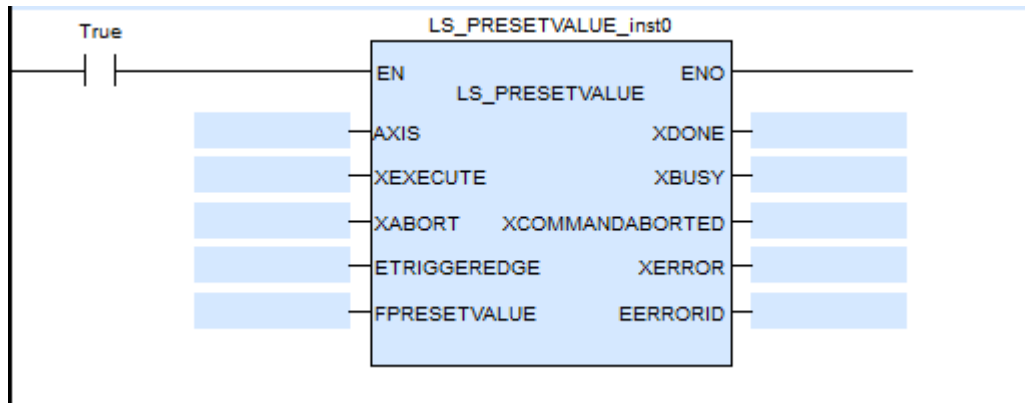 True
LS_PRESETVALUE_inst0
EN ENO
LS_PRESETVALUE
AXIS XDONE
XEXECUTE XBUSY
XABORT XCOMMANDABORTED
ETRIGGEREDGE XERROR
FPRESETVALUE EERRORID